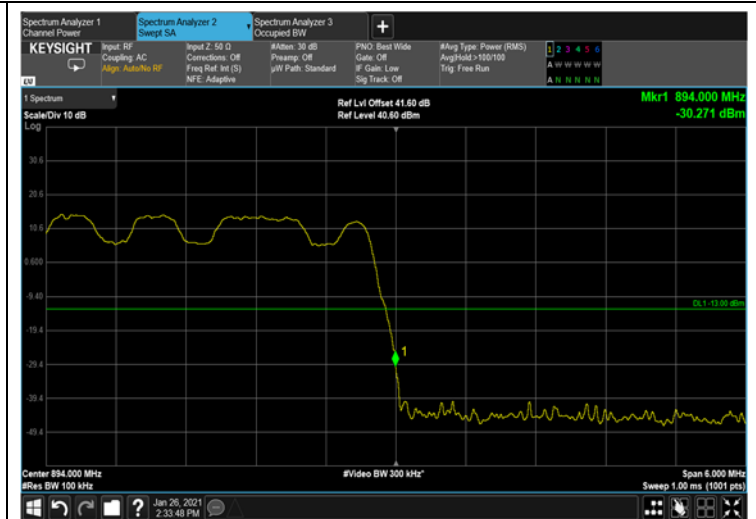 Spectrum Analyzer 1
Channel Power
Spectrum Analyzer 2
Swept SA
Spectrum Analyzer 3
Occupied BW
+
KEYSIGHT
Input: RF
Coupling: AC
Align: Auto/No RF
Input Z: 50 Ω
Corrections: Off
Freq Ref: Int (S)
NFE: Adaptive
#Atten: 30 dB
Preamp: Off
µW Path: Standard
PNO: Best Wide
Gate: Off
IF Gain: Low
Sig Track: Off
#Avg Type: Power (RMS)
Avg|Hold:>100/100
Trig: Free Run
1 2 3 4 5 6
A W W W W W
A N N N N N
LXI
1 Spectrum
Scale/Div 10 dB
Log
Ref Lvl Offset 41.60 dB
Ref Level 40.60 dBm
Mkr1 894.000 MHz
-30.271 dBm
30.6
20.6
10.6
0.600
-9.40
DL1 -13.00 dBm
-19.4
1
-29.4
-39.4
-49.4
Center 894.000 MHz
#Res BW 100 kHz
#Video BW 300 kHz*
Span 6.000 MHz
Sweep 1.00 ms (1001 pts)
?
Jan 26, 2021
2:33:48 PM